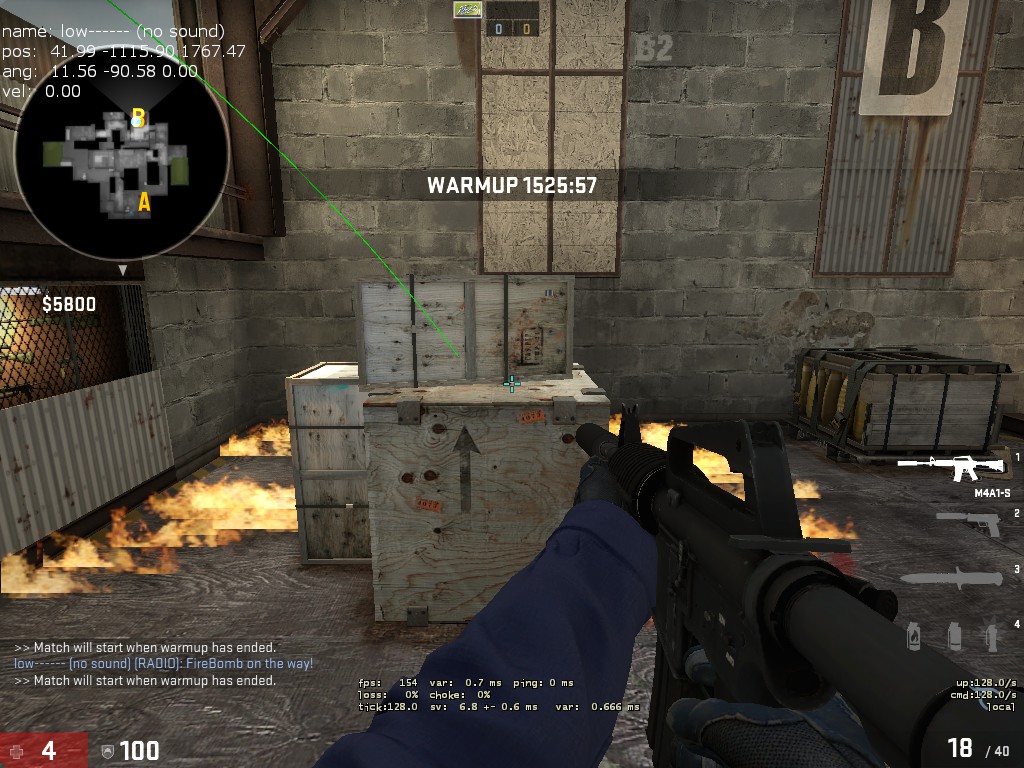 name: low------ (no sound)
pos: 41.99 -1115.90 1767.47
ang: 11.56 -90.58 0.00
vel: 0.00
0 0
B2
B
B
A
WARMUP 1525:57
$5800
1
M4A1-S
2
3
4
>> Match will start when warmup has ended.
low------ (no sound) (RADIO): FireBomb on the way!
>> Match will start when warmup has ended.
fps: 154 var: 0.7 ms ping: 0 ms
loss: 0% choke: 0%
tick:128.0 sv: 6.8 +- 0.6 ms var: 0.666 ms
up:128.0/s
cmd:128.0/s
local
4
100
18 / 40